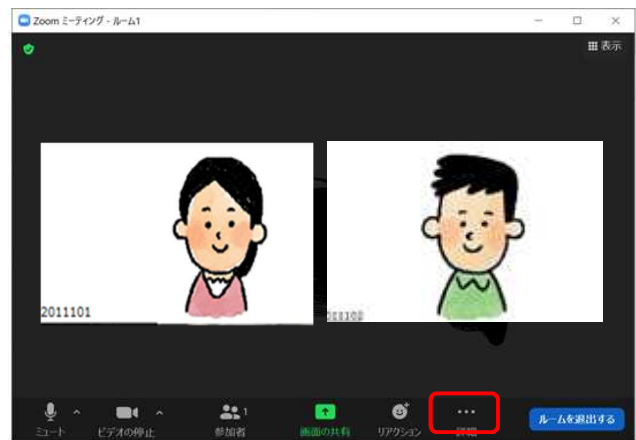 Zoom ミーティング - ルーム1
表示
2011101
ミュート
ビデオの停止
参加者
1
画面の共有
リアクション
詳細
ルームを退出する